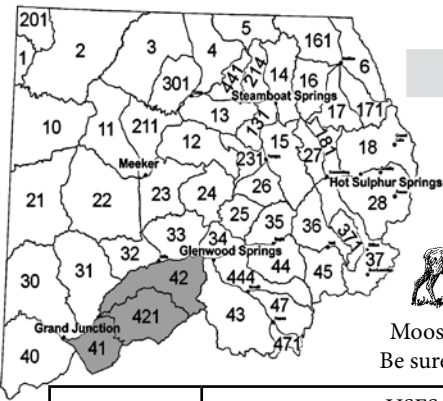 201 5
1 2 3 4 161 6
301 441 214 14 16
Steamboat Springs
10 11 211 13 131 17 171
12 15 181 18
Meeker 231 27
Hot Sulphur Springs
21 22 23 24 26 28
25 35 36 371
33 34
Glenwood Springs
32 42 44 37
30 31 444 45
421 43 47
Grand Junction 471
40 41
Moos
Be sure
USES